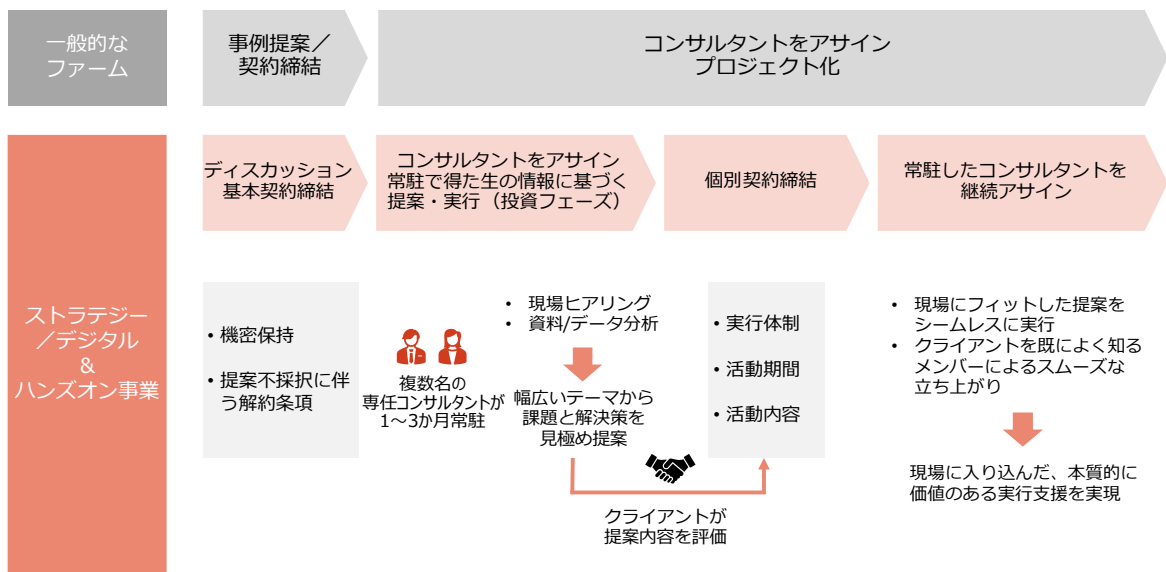 一般的な
ファーム
事例提案／
契約締結
コンサルタントをアサイン
プロジェクト化
ストラテジー
／デジタル
&
ハンズオン事業
ディスカッション
基本契約締結
コンサルタントをアサイン
常駐で得た生の情報に基づく
提案・実行（投資フェーズ）
個別契約締結
常駐したコンサルタントを
継続アサイン
・機密保持
・提案不採択に伴
う解約条項
複数名の
専任コンサルタントが
1～3か月常駐
• 現場ヒアリング
• 資料/データ分析
幅広いテーマから
課題と解決策を
見極め提案
クライアントが
提案内容を評価
・実行体制
・活動期間
・活動内容
• 現場にフィットした提案を
シームレスに実行
• クライアントを既によく知る
メンバーによるスムーズな
立ち上がり
現場に入り込んだ、本質的に
価値のある実行支援を実現